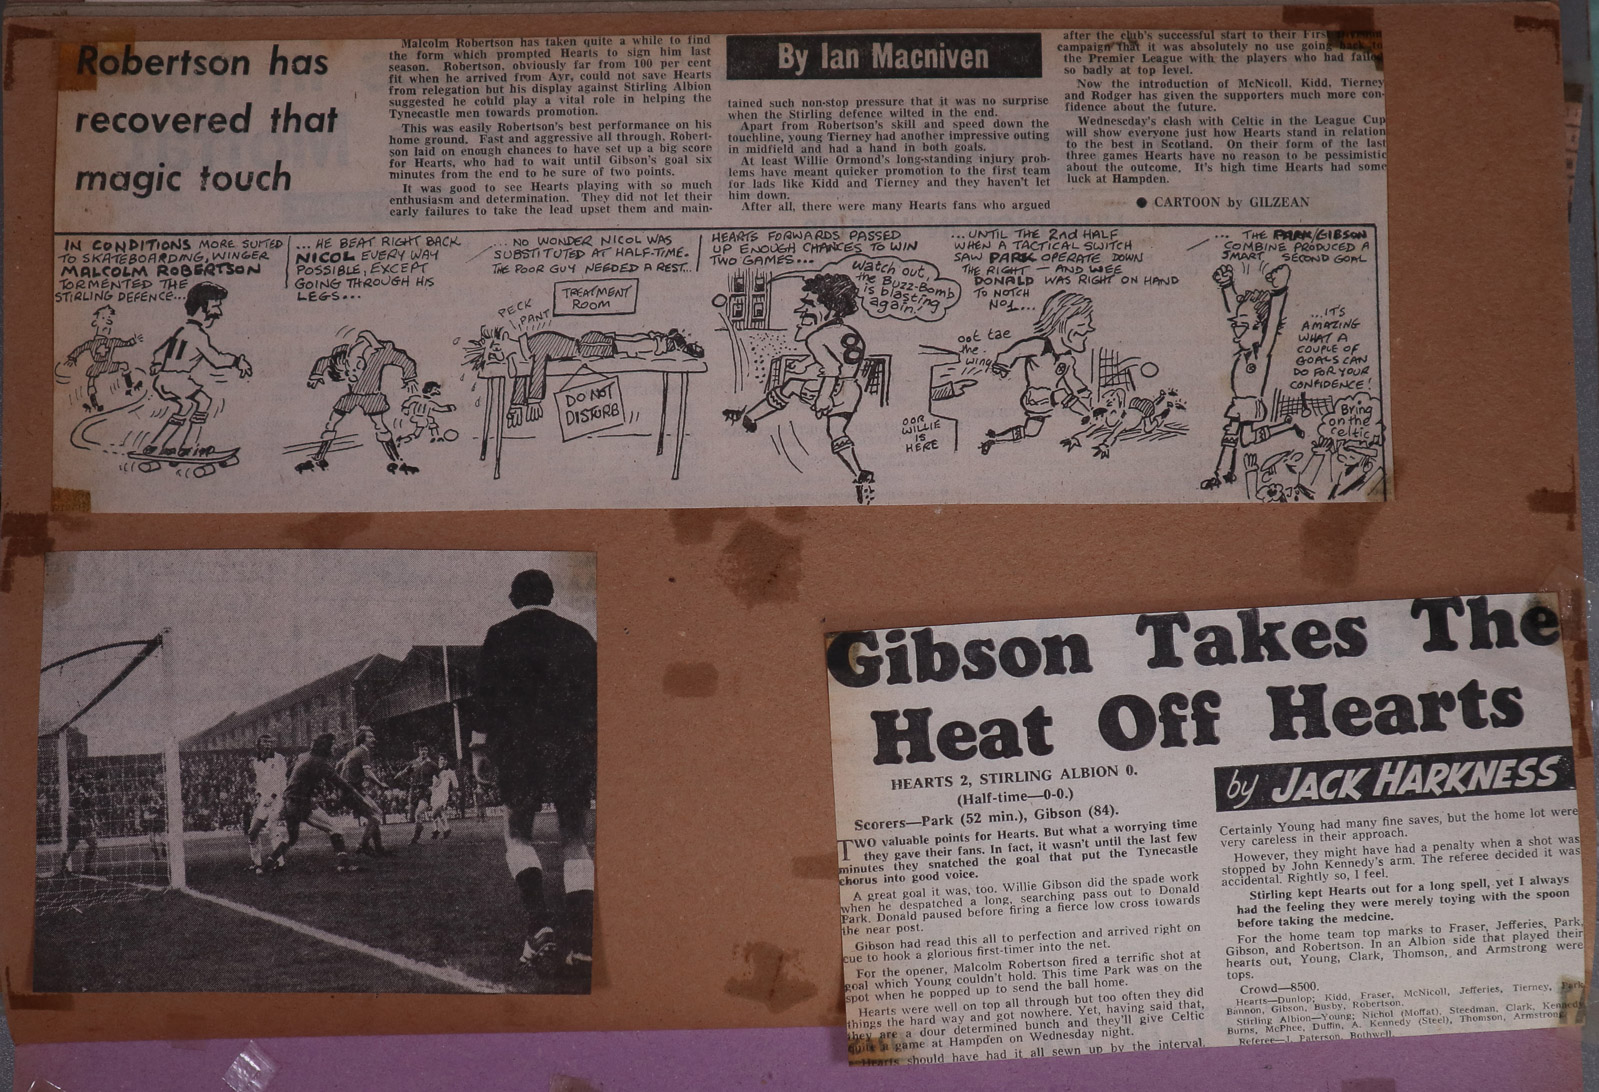 Robertson has
recovered that
magic touch
Malcolm Robertson has taken quite a while to find
the form which prompted Hearts to sign him last
season. Robertson, obviously far from 100 per cent
fit when he arrived from Ayr, could not save Hearts
from relegation but his display against Stirling Albion
suggested he could play a vital role in helping the
Tynecastle men towards promotion.
This was easily Robertson's best performance on his
home ground. Fast and aggressive all through, Robert-
son laid on enough chances to have set up a big score
for Hearts, who had to wait until Gibson's goal six
minutes from the end to be sure of two points.
It was good to see Hearts playing with so much
enthusiasm and determination. They did not let their
early failures to take the lead upset them and main-
By Ian Macniven
tained such non-stop pressure that it was no surprise
when the Stirling defence wilted in the end.
Apart from Robertson's skill and speed down the
touchline, young Tierney had another impressive outing
in midfield and had a hand in both goals.
At least Willie Ormond's long-standing injury prob-
lems have meant quicker promotion to the first team
for lads like Kidd and Tierney and they haven't let
him down.
After all, there were many Hearts fans who argued
after the club's successful start to their First
campaign that it was absolutely no use going back to
the Premier League with the players who had failed
so badly at top level.
Now the introduction of McNicoll, Kidd, Tierney
and Rodger has given the supporters much more con-
fidence about the future.
Wednesday's clash with Celtic in the League Cup
will show everyone just how Hearts stand in relation
to the best in Scotland. On their form of the last
three games Hearts have no reason to be pessimistic
about the outcome. It's high time Hearts had some
luck at Hampden.
● CARTOON by GILZEAN
IN CONDITIONS MORE SUITED
TO SKATEBOARDING, WINGER
MALCOLM ROBERTSON
TORMENTED THE
STIRLING DEFENCE...
11
... HE BEAT RIGHT BACK
NICOL EVERY WAY
POSSIBLE, EXCEPT
GOING THROUGH HIS
LEGS...
... NO WONDER NICOL WAS
SUBSTITUTED AT HALF-TIME.
THE POOR GUY NEEDED A REST...
PECH
PANT
TREATMENT
ROOM
DO NOT
DISTURB
HEARTS FORWARDS PASSED
UP ENOUGH CHANCES TO WIN
TWO GAMES...
Watch out,
the Buzz-Bomb
is blasting
again!
8
...UNTIL THE 2nd HALF
WHEN A TACTICAL SWITCH
SAW PARK OPERATE DOWN
THE RIGHT — AND WEE
DONALD WAS RIGHT ON HAND
TO NOTCH
No1...
oot tae
the
wing
OOR
WILLIE
IS
HERE
... THE PARK/GIBSON
COMBINE PRODUCED A
SMART SECOND GOAL
...IT'S
AMAZING
WHAT A
COUPLE OF
GOALS CAN
DO FOR YOUR
CONFIDENCE!
Bring
on the
Celtic
Gibson Takes The
Heat Off Hearts
HEARTS 2, STIRLING ALBION 0.
(Half-time—0-0.)
Scorers—Park (52 min.), Gibson (84).
TWO valuable points for Hearts. But what a worrying time
they gave their fans. In fact, it wasn't until the last few
minutes they snatched the goal that put the Tynecastle
chorus into good voice.
A great goal it was, too. Willie Gibson did the spade work
when he despatched a long, searching pass out to Donald
Park. Donald paused before firing a fierce low cross towards
the near post.
Gibson had read this all to perfection and arrived right on
cue to hook a glorious first-timer into the net.
For the opener, Malcolm Robertson fired a terrific shot at
goal which Young couldn't hold. This time Park was on the
spot when he popped up to send the ball home.
Hearts were well on top all through but too often they did
things the hard way and got nowhere. Yet, having said that,
they are a dour determined bunch and they'll give Celtic
quite a game at Hampden on Wednesday night.
Hearts should have had it all sewn up by the interval.
by JACK HARKNESS
Certainly Young had many fine saves, but the home lot were
very careless in their approach.
However, they might have had a penalty when a shot was
stopped by John Kennedy's arm. The referee decided it was
accidental. Rightly so, I feel.
Stirling kept Hearts out for a long spell, yet I always
had the feeling they were merely toying with the spoon
before taking the medcine.
For the home team top marks to Fraser, Jefferies, Park,
Gibson, and Robertson. In an Albion side that played their
hearts out, Young, Clark, Thomson, and Armstrong were
tops.
Crowd—8500.
Hearts—Dunlop; Kidd, Fraser, McNicoll, Jefferies, Tierney, Park,
Bannon, Gibson, Busby, Robertson.
Stirling Albion—Young; Nichol (Moffat), Steedman, Clark, Kennedy,
Burns, McPhee, Duffin, A. Kennedy (Steel), Thomson, Armstrong.
Referee—J. Paterson, Bothwell.